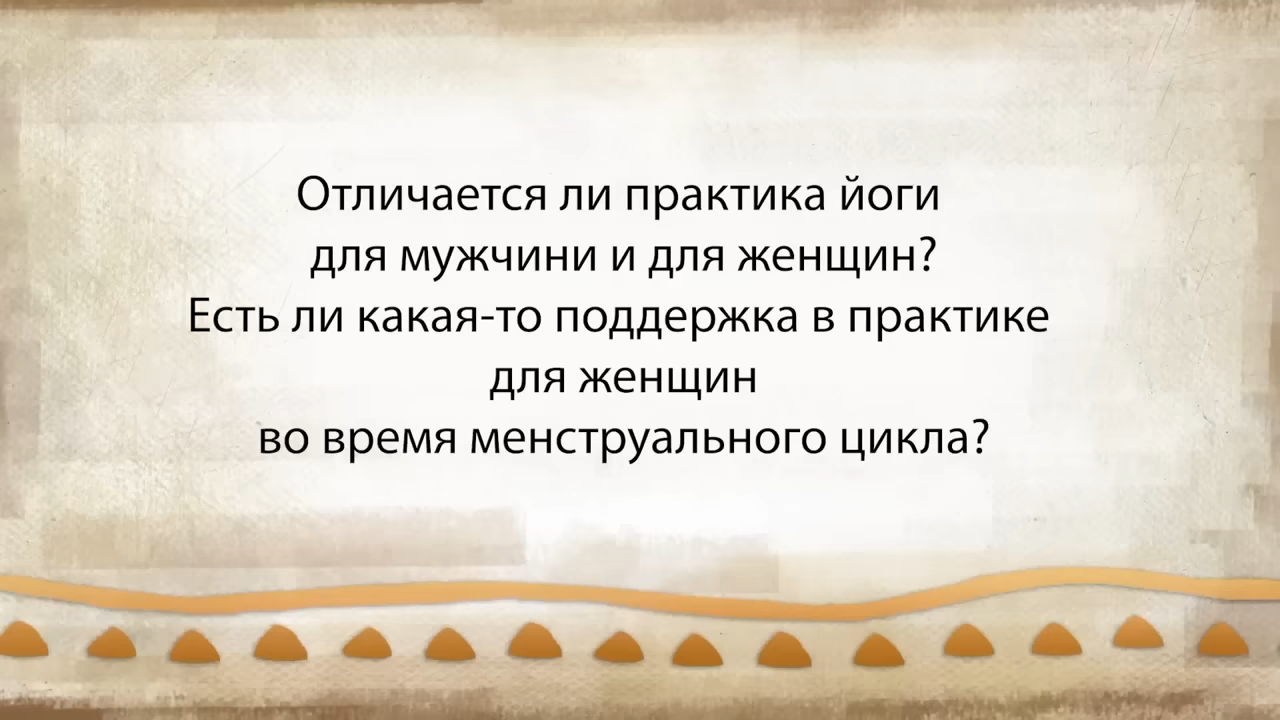 Отличается ли практика йоги
для мужчини и для женщин?
Есть ли какая-то поддержка в практике
для женщин
во время менструального цикла?